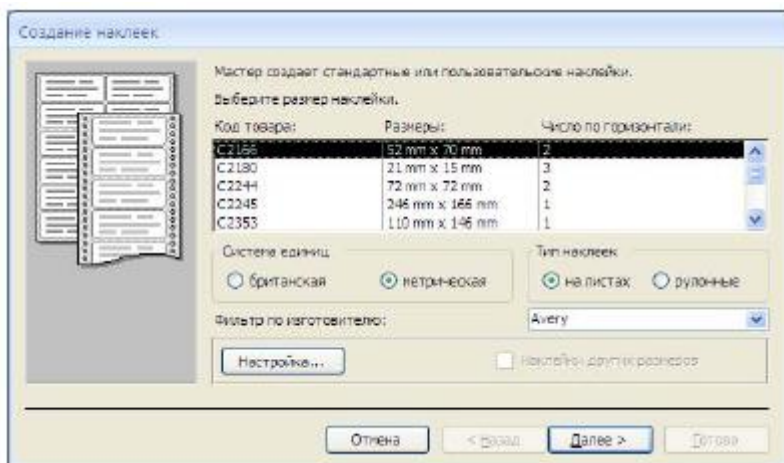 Создание наклеек
Мастер создает стандартные или пользовательские наклейки.
Выберите размер наклейки.
Код товара: Размеры: Число по горизонтали:
C2166 52 mm x 70 mm 2
C2180 21 mm x 15 mm 3
C2244 72 mm x 72 mm 2
C2245 246 mm x 166 mm 1
C2353 110 mm x 146 mm 1
Система единиц Тип наклеек
британская метрическая на листах рулонные
Фильтр по изготовителю: Avery
Настройка... Наклейки других размеров
Отмена < Назад Далее > Готово